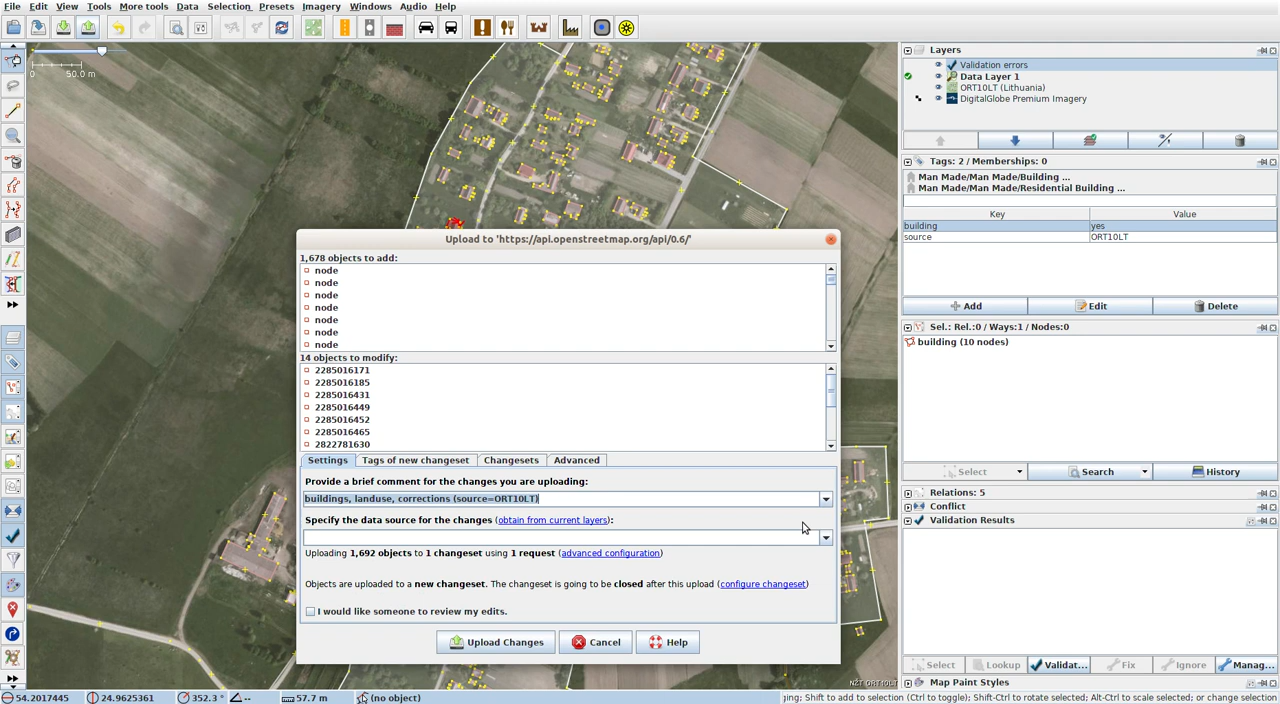 File Edit View Tools More tools Data Selection Presets Imagery Windows Audio Help
0 50.0 m
Layers
Validation errors
Data Layer 1
ORT10LT (Lithuania)
DigitalGlobe Premium Imagery
Tags: 2 / Memberships: 0
Man Made/Man Made/Building ...
Man Made/Man Made/Residential Building ...
Key Value
building yes
source ORT10LT
Add Edit Delete
Sel.: Rel.:0 / Ways:1 / Nodes:0
building (10 nodes)
Select Search History
Relations: 5
Conflict
Validation Results
Select Lookup Validat... Fix Ignore Manag...
Map Paint Styles
Upload to 'https://api.openstreetmap.org/api/0.6/'
1,678 objects to add:
node
node
node
node
node
node
node
14 objects to modify:
2285016171
2285016185
2285016431
2285016449
2285016452
2285016465
2822781630
Settings Tags of new changeset Changesets Advanced
Provide a brief comment for the changes you are uploading:
buildings, landuse, corrections (source=ORT10LT)
Specify the data source for the changes (obtain from current layers):
Uploading 1,692 objects to 1 changeset using 1 request (advanced configuration)
Objects are uploaded to a new changeset. The changeset is going to be closed after this upload (configure changeset)
I would like someone to review my edits.
Upload Changes Cancel Help
NŽT ORT10LT
54.2017445 24.9625361 352.3 ° -- 57.7 m (no object) jing; Shift to add to selection (Ctrl to toggle); Shift-Ctrl to rotate selected; Alt-Ctrl to scale selected; or change selection